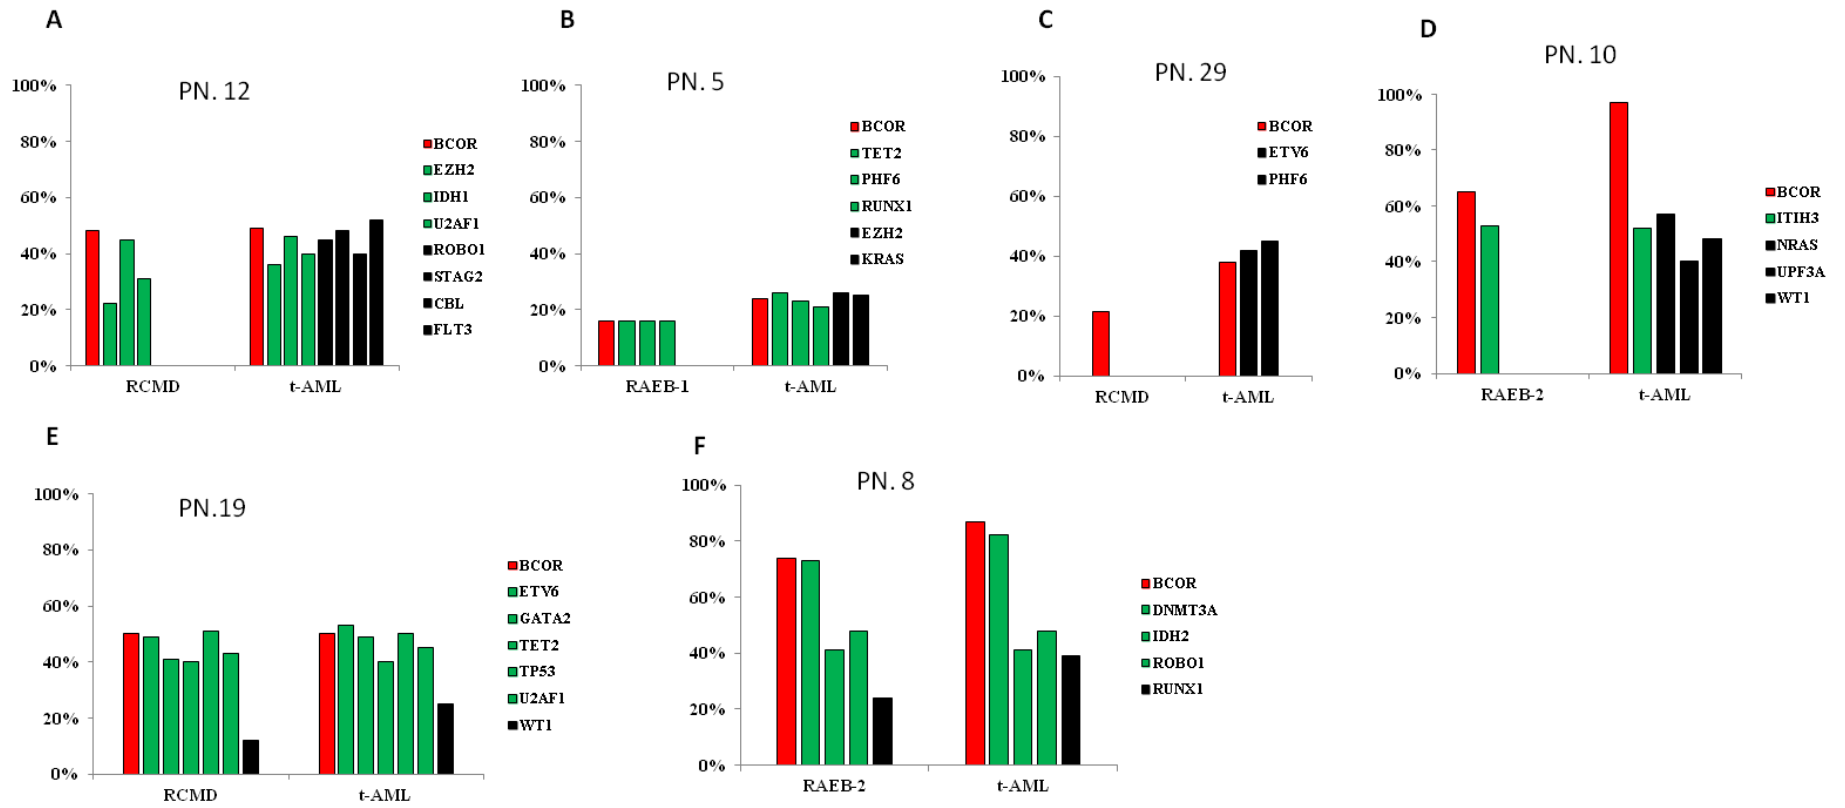 A
PN. 12
100%
80%
60%
40%
20%
0%
RCMD
t-AML
BCOR
EZH2
IDH1
U2AF1
ROBO1
STAG2
CBL
FLT3
B
PN. 5
100%
80%
60%
40%
20%
0%
RAEB-1
t-AML
BCOR
TET2
PHF6
RUNX1
EZH2
KRAS
C
PN. 29
100%
80%
60%
40%
20%
0%
RCMD
t-AML
BCOR
ETV6
PHF6
D
PN. 10
100%
80%
60%
40%
20%
0%
RAEB-2
t-AML
BCOR
ITIH3
NRAS
UPF3A
WT1
E
PN.19
100%
80%
60%
40%
20%
0%
RCMD
t-AML
BCOR
ETV6
GATA2
TET2
TP53
U2AF1
WT1
F
PN. 8
100%
80%
60%
40%
20%
0%
RAEB-2
t-AML
BCOR
DNMT3A
IDH2
ROBO1
RUNX1